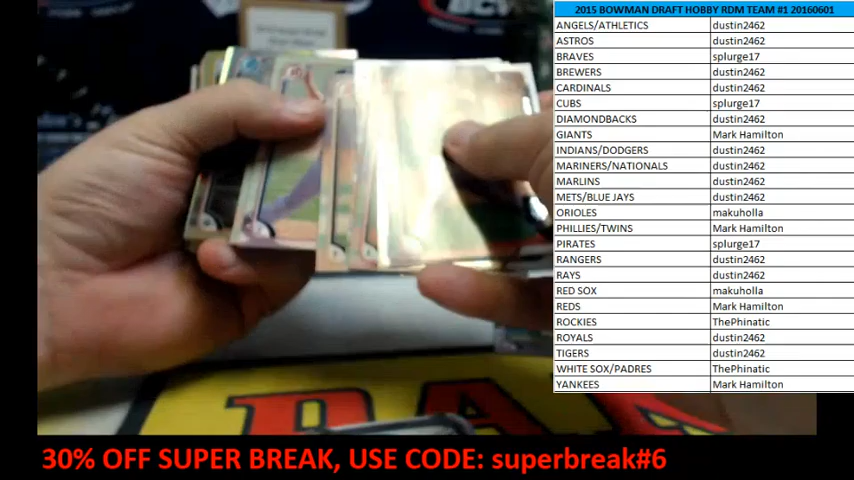 2015 BOWMAN DRAFT HOBBY RDM TEAM #1 20160601
ANGELS/ATHLETICS dustin2462
ASTROS dustin2462
BRAVES splurge17
BREWERS dustin2462
CARDINALS dustin2462
CUBS splurge17
DIAMONDBACKS dustin2462
GIANTS Mark Hamilton
INDIANS/DODGERS dustin2462
MARINERS/NATIONALS dustin2462
MARLINS dustin2462
METS/BLUE JAYS dustin2462
ORIOLES makuholla
PHILLIES/TWINS Mark Hamilton
PIRATES splurge17
RANGERS dustin2462
RAYS dustin2462
RED SOX makuholla
REDS Mark Hamilton
ROCKIES ThePhinatic
ROYALS dustin2462
TIGERS dustin2462
WHITE SOX/PADRES ThePhinatic
YANKEES Mark Hamilton
30% OFF SUPER BREAK, USE CODE: superbreak#6